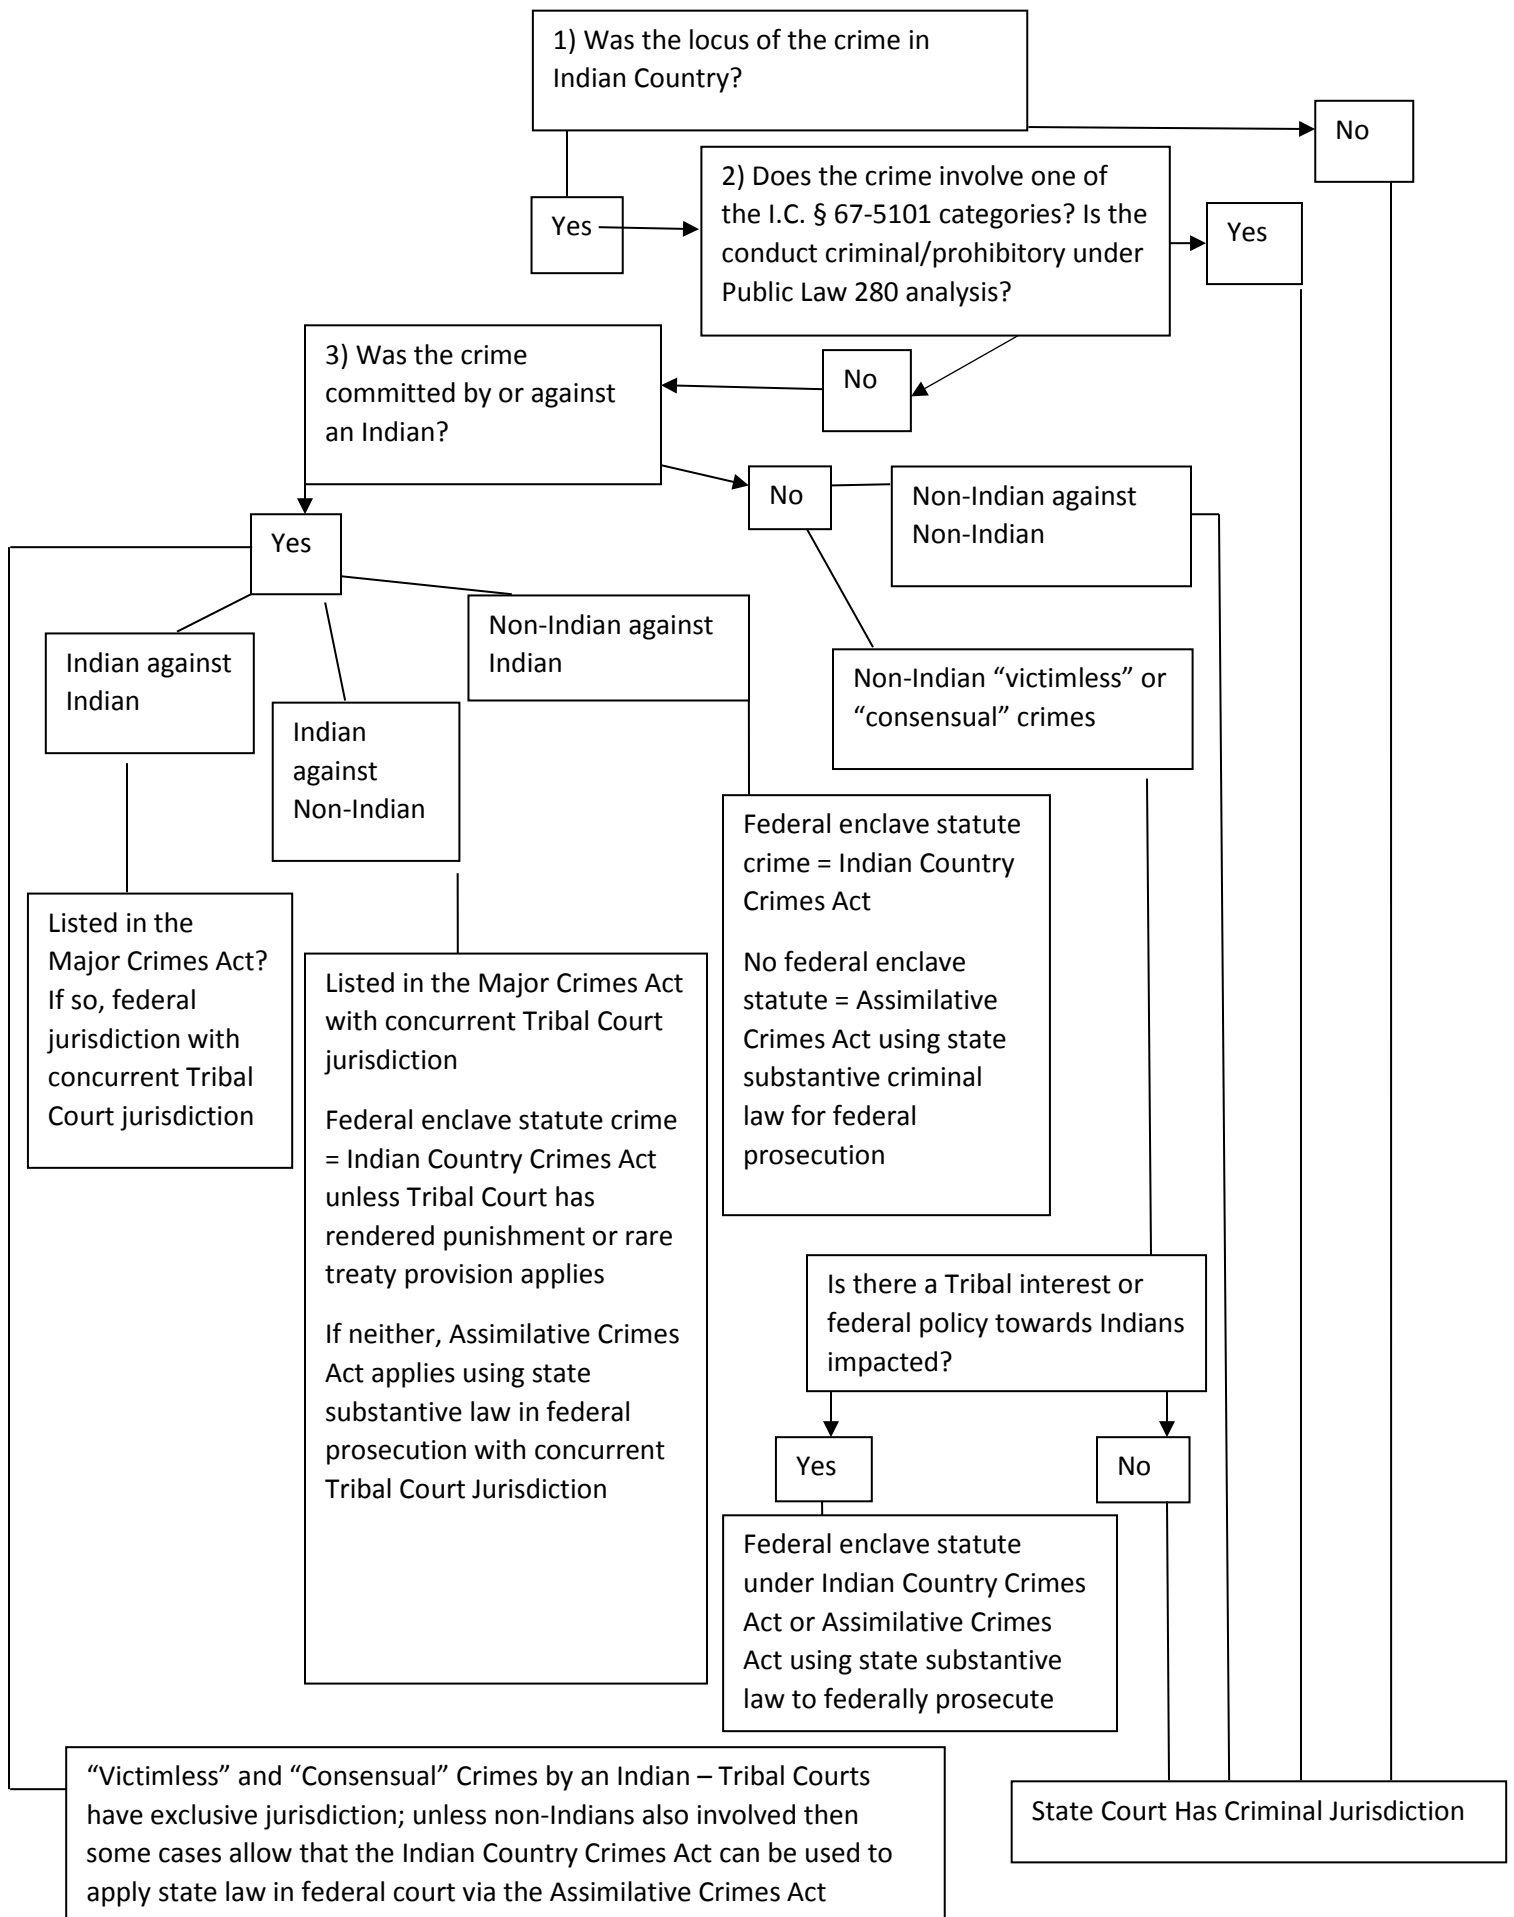 1) Was the locus of the crime in
Indian Country?
No
Yes
2) Does the crime involve one of
the I.C. § 67-5101 categories? Is the
conduct criminal/prohibitory under
Public Law 280 analysis?
Yes
No
3) Was the crime
committed by or against
an Indian?
No
Non-Indian against
Non-Indian
Yes
Non-Indian against
Indian
Indian against
Indian
Indian
against
Non-Indian
Non-Indian “victimless” or
“consensual” crimes
Federal enclave statute
crime = Indian Country
Crimes Act
No federal enclave
statute = Assimilative
Crimes Act using state
substantive criminal
law for federal
prosecution
Listed in the
Major Crimes Act?
If so, federal
jurisdiction with
concurrent Tribal
Court jurisdiction
Listed in the Major Crimes Act
with concurrent Tribal Court
jurisdiction
Federal enclave statute crime
= Indian Country Crimes Act
unless Tribal Court has
rendered punishment or rare
treaty provision applies
If neither, Assimilative Crimes
Act applies using state
substantive law in federal
prosecution with concurrent
Tribal Court Jurisdiction
Is there a Tribal interest or
federal policy towards Indians
impacted?
Yes
No
Federal enclave statute
under Indian Country Crimes
Act or Assimilative Crimes
Act using state substantive
law to federally prosecute
“Victimless” and “Consensual” Crimes by an Indian – Tribal Courts
have exclusive jurisdiction; unless non-Indians also involved then
some cases allow that the Indian Country Crimes Act can be used to
apply state law in federal court via the Assimilative Crimes Act
State Court Has Criminal Jurisdiction